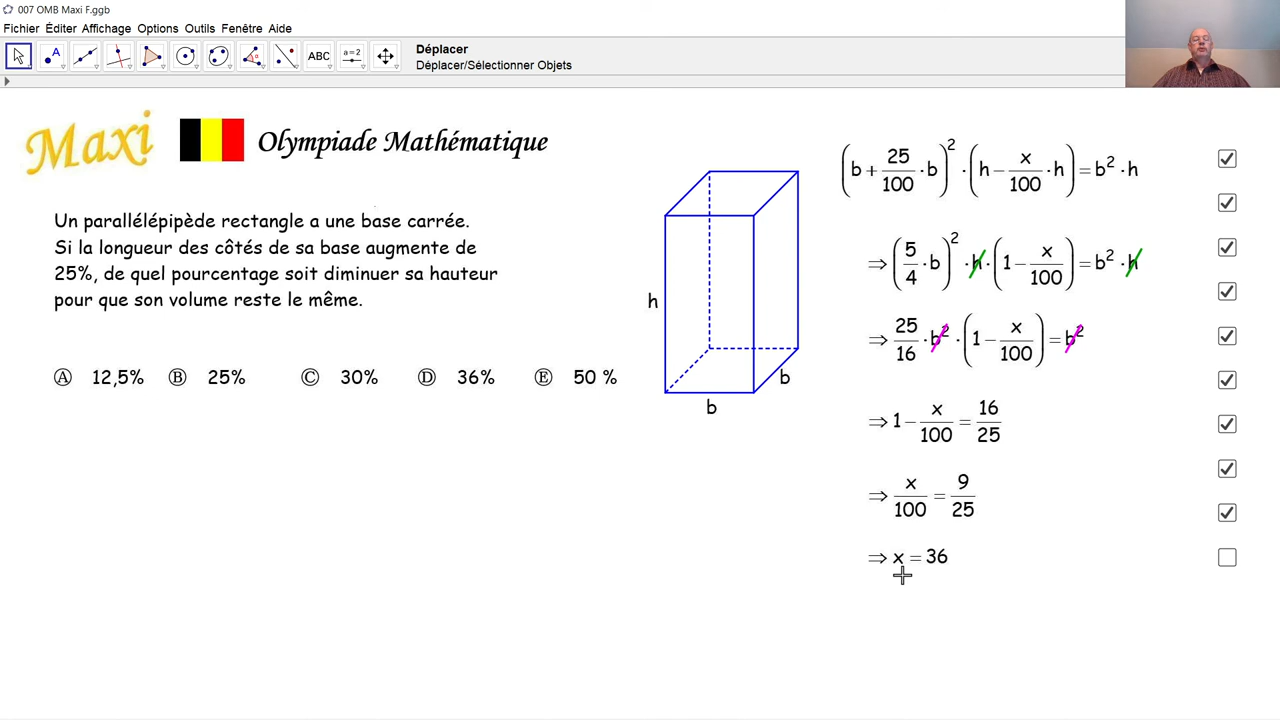 007 OMB Maxi F.ggb
Fichier Éditer Affichage Options Outils Fenêtre Aide
A ABC a=2 Déplacer
Déplacer/Sélectionner Objets
Maxi Olympiade Mathématique
Un parallélépipède rectangle a une base carrée.
Si la longueur des côtés de sa base augmente de
25%, de quel pourcentage soit diminuer sa hauteur
pour que son volume reste le même.
Ⓐ 12,5% Ⓑ 25% Ⓒ 30% Ⓓ 36% Ⓔ 50 %
h
b
b
(b + 25/100 · b)² · (h − x/100 · h) = b² · h
⇒ (5/4 · b)² · h · (1 − x/100) = b² · h
⇒ 25/16 · b² · (1 − x/100) = b²
⇒ 1 − x/100 = 16/25
⇒ x/100 = 9/25
⇒ x = 36